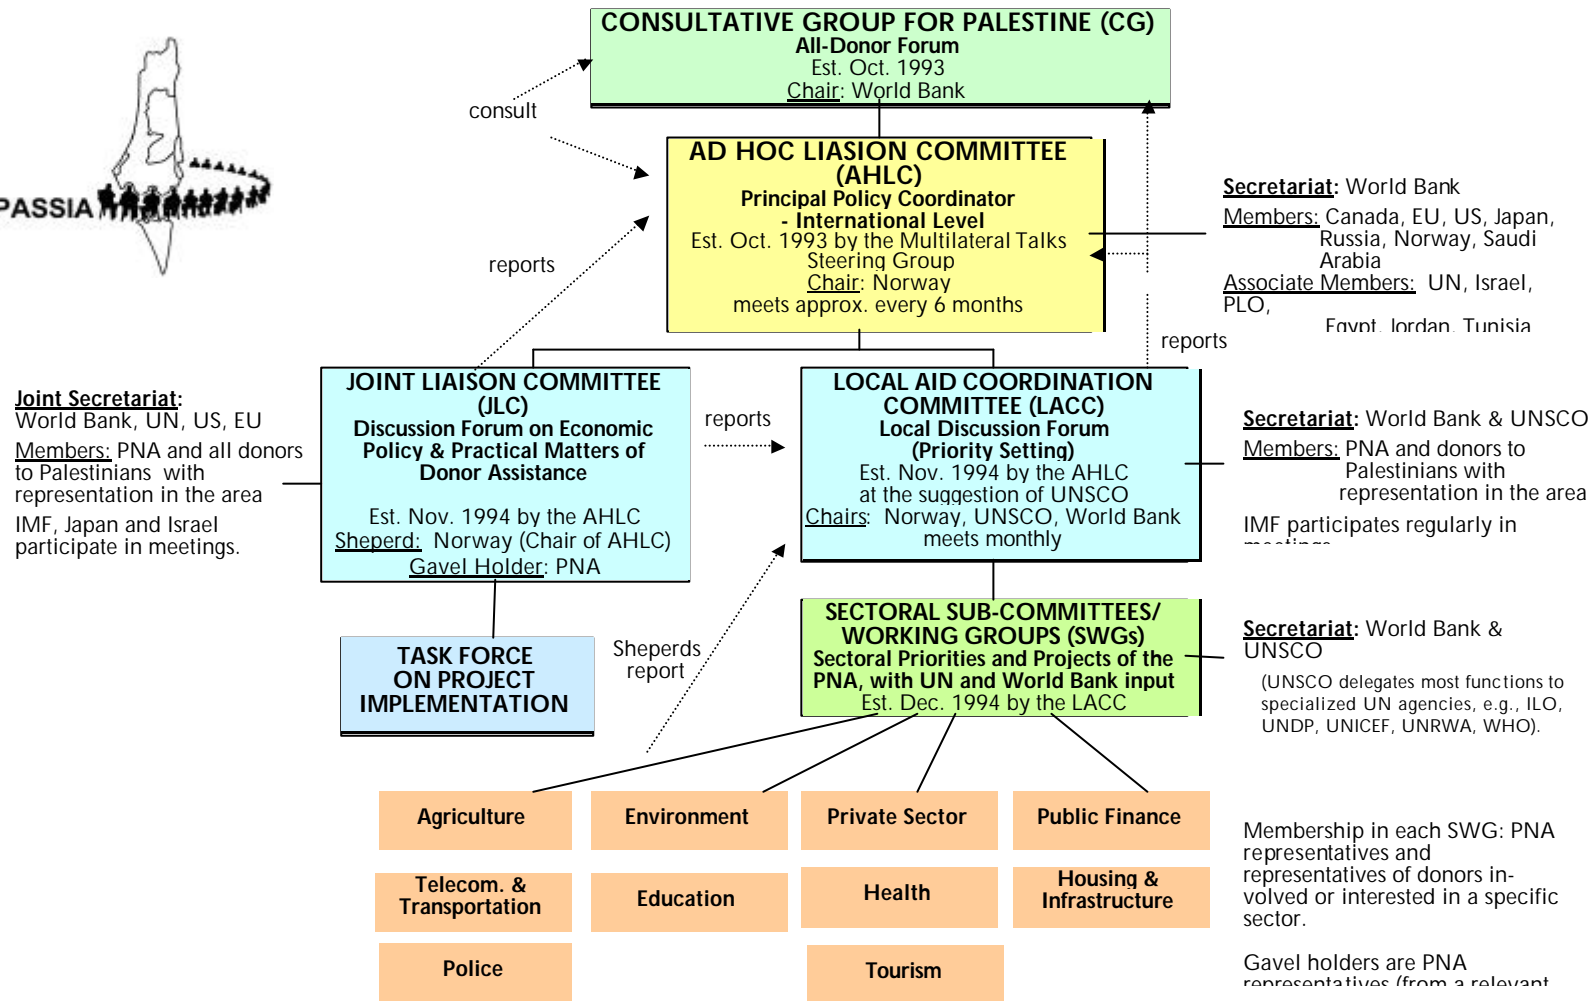 CONSULTATIVE GROUP FOR PALESTINE (CG)
All-Donor Forum
Est. Oct. 1993
Chair: World Bank
consult
PASSIA
AD HOC LIASION COMMITTEE
(AHLC)
Principal Policy Coordinator
- International Level
Est. Oct. 1993 by the Multilateral Talks
Steering Group
Chair: Norway
meets approx. every 6 months
Secretariat: World Bank
Members: Canada, EU, US, Japan,
Russia, Norway, Saudi
Arabia
Associate Members: UN, Israel,
PLO,
Egypt, Jordan, Tunisia
reports
reports
Joint Secretariat:
World Bank, UN, US, EU
Members: PNA and all donors
to Palestinians with
representation in the area
IMF, Japan and Israel
participate in meetings.
JOINT LIAISON COMMITTEE
(JLC)
Discussion Forum on Economic
Policy & Practical Matters of
Donor Assistance
Est. Nov. 1994 by the AHLC
Sheperd: Norway (Chair of AHLC)
Gavel Holder: PNA
reports
LOCAL AID COORDINATION
COMMITTEE (LACC)
Local Discussion Forum
(Priority Setting)
Est. Nov. 1994 by the AHLC
at the suggestion of UNSCO
Chairs: Norway, UNSCO, World Bank
meets monthly
Secretariat: World Bank & UNSCO
Members: PNA and donors to
Palestinians with
representation in the area
IMF participates regularly in
meetings
TASK FORCE
ON PROJECT
IMPLEMENTATION
Sheperds
report
SECTORAL SUB-COMMITTEES/
WORKING GROUPS (SWGs)
Sectoral Priorities and Projects of the
PNA, with UN and World Bank input
Est. Dec. 1994 by the LACC
Secretariat: World Bank &
UNSCO
(UNSCO delegates most functions to
specialized UN agencies, e.g., ILO,
UNDP, UNICEF, UNRWA, WHO).
Agriculture
Environment
Private Sector
Public Finance
Telecom. &
Transportation
Education
Health
Housing &
Infrastructure
Police
Tourism
Membership in each SWG: PNA
representatives and
representatives of donors in-
volved or interested in a specific
sector.
Gavel holders are PNA
representatives (from a relevant